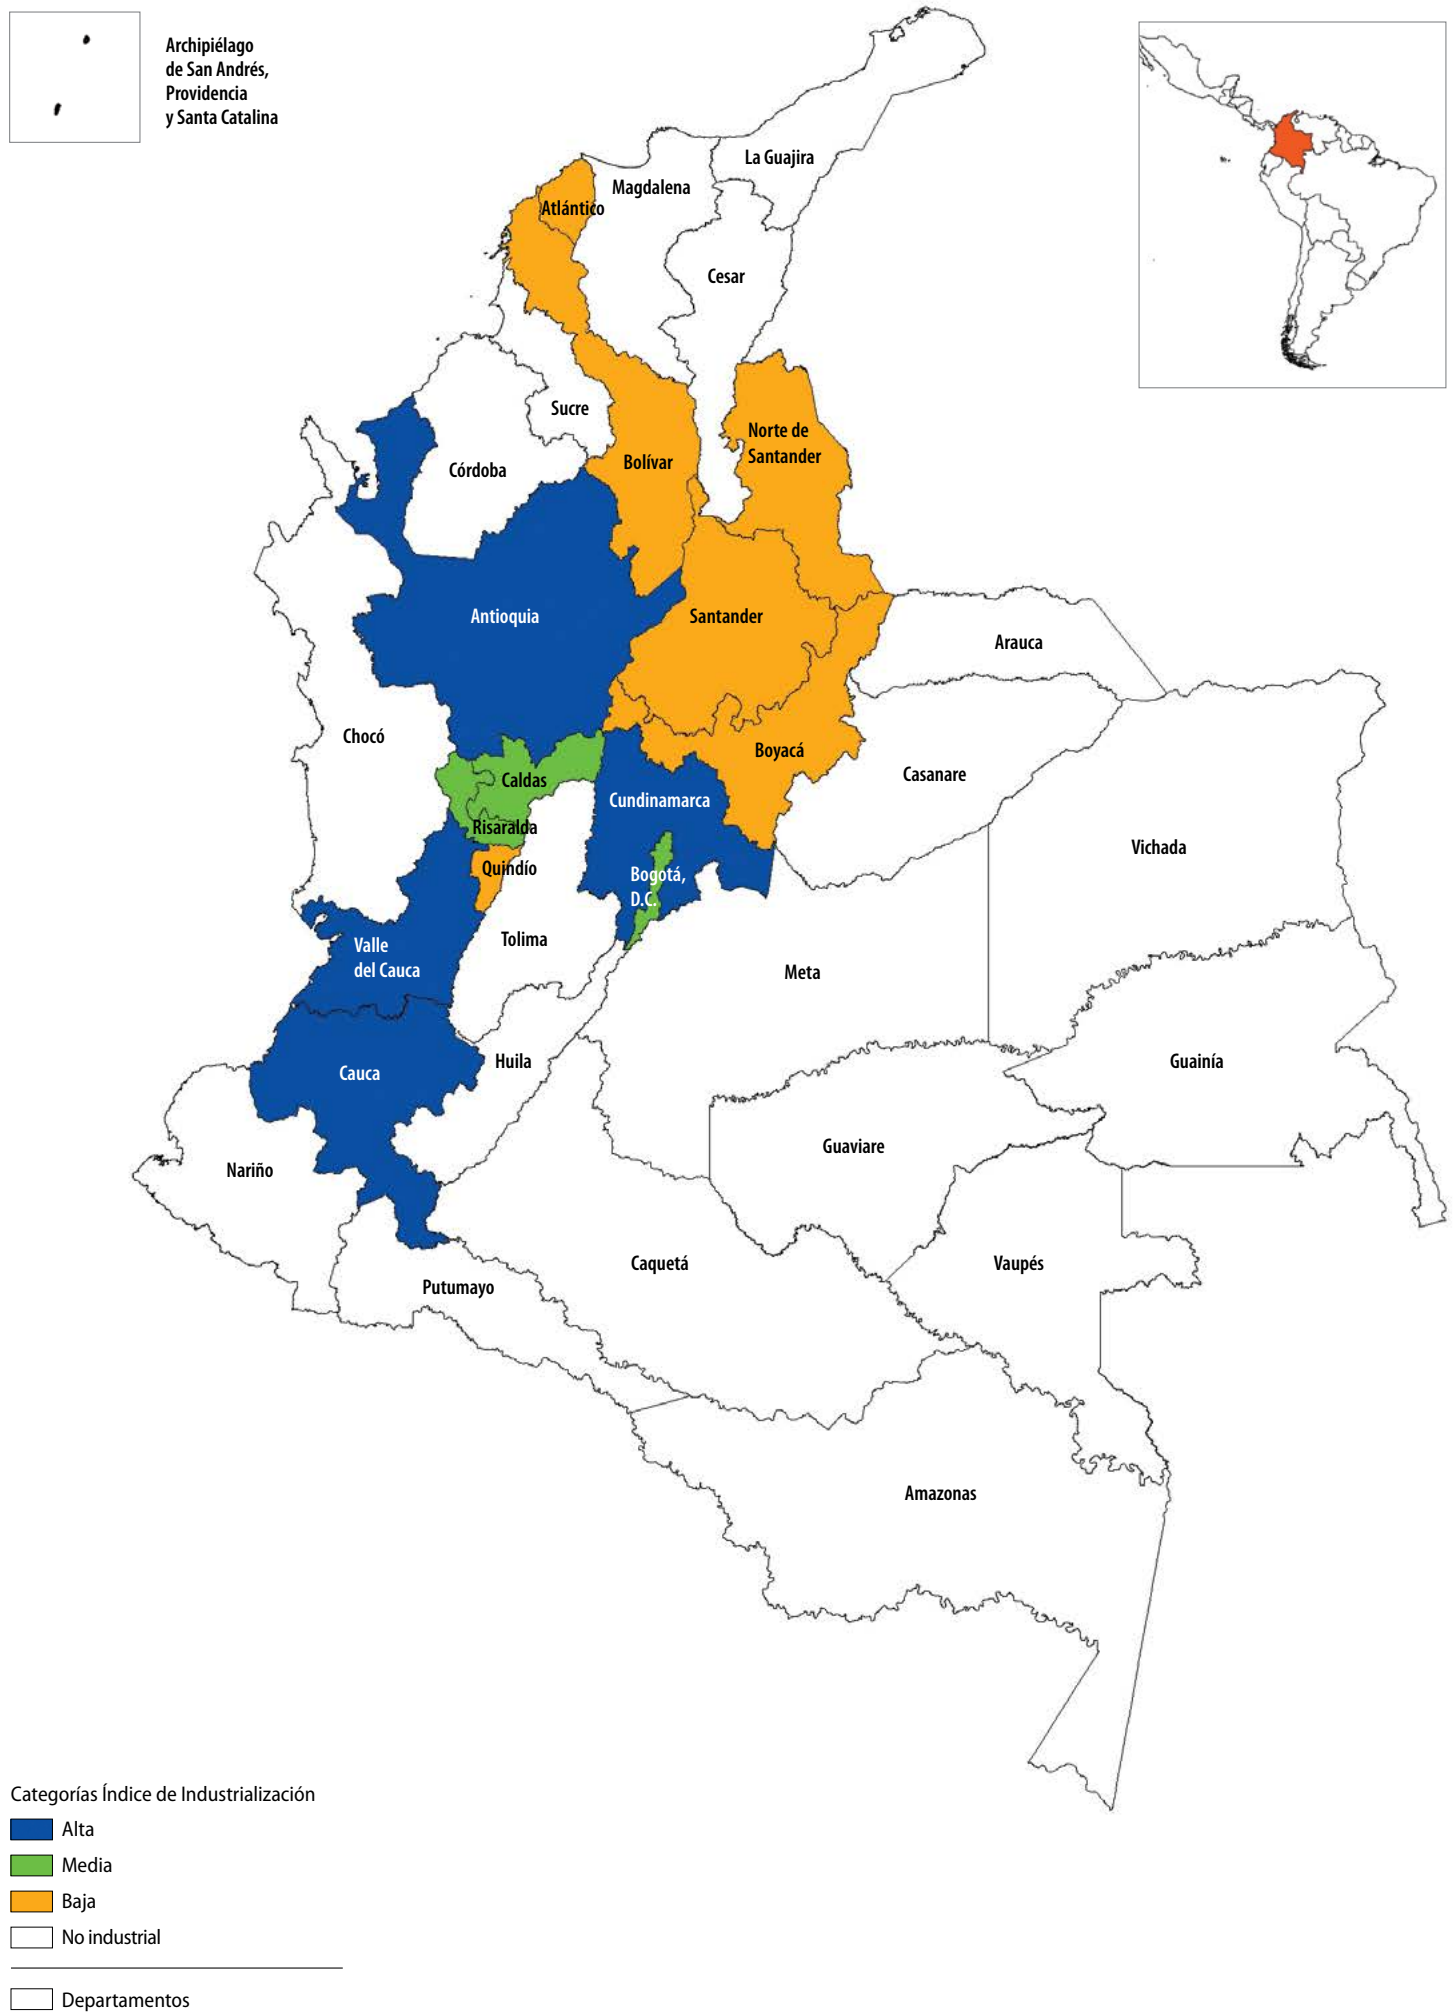 Archipiélago
de San Andrés,
Providencia
y Santa Catalina
La Guajira
Magdalena
Atlántico
Cesar
Sucre
Norte de
Santander
Bolívar
Córdoba
Antioquia
Santander
Arauca
Chocó
Boyacá
Caldas
Casanare
Cundinamarca
Risaralda
Vichada
Quindío
Bogotá,
D.C.
Tolima
Valle
del Cauca
Meta
Huila
Guainía
Cauca
Guaviare
Nariño
Caquetá
Vaupés
Putumayo
Amazonas
Categorías Índice de Industrialización
Alta
Media
Baja
No industrial
Departamentos